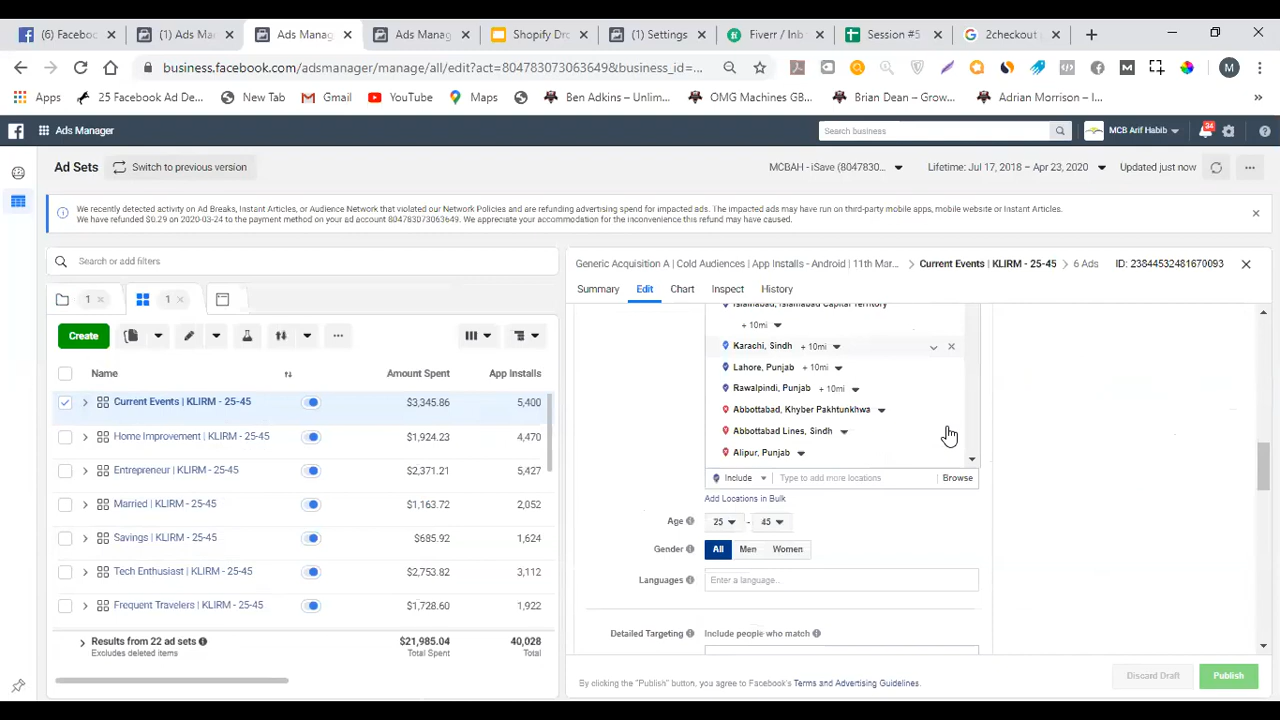 (6) Faceboo
(1) Ads Ma
Ads Manag
Ads Manag
Shopify Dro
(1) Settings
Fiverr / Inb
Session #5
2checkout p
business.facebook.com/adsmanager/manage/all/edit?act=804783073063649&business_id=...
M
Apps
25 Facebook Ad De...
New Tab
Gmail
YouTube
Maps
Ben Adkins – Unlim...
OMG Machines GB...
Brian Dean – Grow...
Adrian Morrison – I...
Ads Manager
Search business
MCB Arif Habib
34
Ad Sets
Switch to previous version
MCBAH - iSave (8047830...
Lifetime: Jul 17, 2018 – Apr 23, 2020
Updated just now
We recently detected activity on Ad Breaks, Instant Articles, or Audience Network that violated our Network Policies and are refunding advertising spend for impacted ads. The impacted ads may have run on third-party mobile apps, mobile website or Instant Articles.
We have refunded $0.29 on 2020-03-24 to the payment method on your ad account 804783073063649. We appreciate your accommodation for the inconvenience this refund may have caused.
Search or add filters
Generic Acquisition A | Cold Audiences | App Installs - Android | 11th Mar...
Current Events | KLIRM - 25-45
6 Ads
ID: 23844532481670093
Summary
Edit
Chart
Inspect
History
1
1
Create
Name
Amount Spent
App Installs
Current Events | KLIRM - 25-45
$3,345.86
5,400
Home Improvement | KLIRM - 25-45
$1,924.23
4,470
Entrepreneur | KLIRM - 25-45
$2,371.21
5,427
Married | KLIRM - 25-45
$1,163.72
2,052
Savings | KLIRM - 25-45
$685.92
1,624
Tech Enthusiast | KLIRM - 25-45
$2,753.82
3,112
Frequent Travelers | KLIRM - 25-45
$1,728.60
1,922
Results from 22 ad sets
$21,985.04
40,028
Excludes deleted items
Total Spent
Total
Islamabad, Islamabad Capital Territory
+ 10mi
Karachi, Sindh + 10mi
Lahore, Punjab + 10mi
Rawalpindi, Punjab + 10mi
Abbottabad, Khyber Pakhtunkhwa
Abbottabad Lines, Sindh
Alipur, Punjab
Include
Type to add more locations
Browse
Add Locations in Bulk
Age
25 - 45
Gender
All
Men
Women
Languages
Enter a language..
Detailed Targeting
Include people who match
By clicking the "Publish" button, you agree to Facebook's Terms and Advertising Guidelines.
Discard Draft
Publish